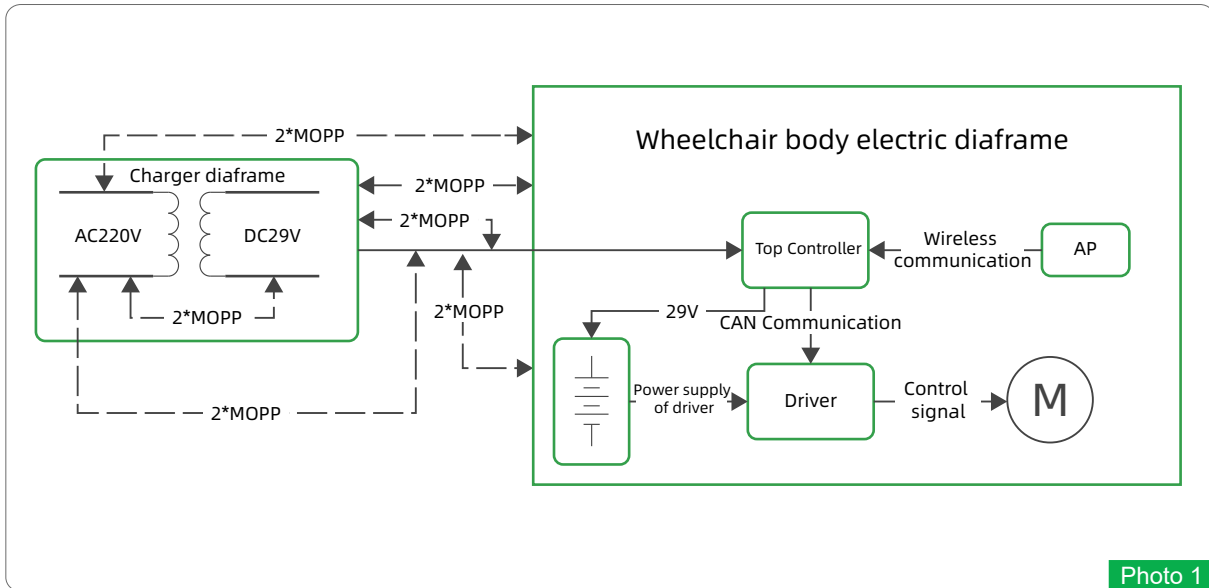 2*MOPP
Wheelchair body electric diaframe
Charger diaframe
2*MOPP
2*MOPP
AC220V
DC29V
Top Controller
Wireless
communication
AP
2*MOPP
2*MOPP
29V
CAN Communication
Power supply
of driver
Driver
Control
signal
M
2*MOPP
Photo 1